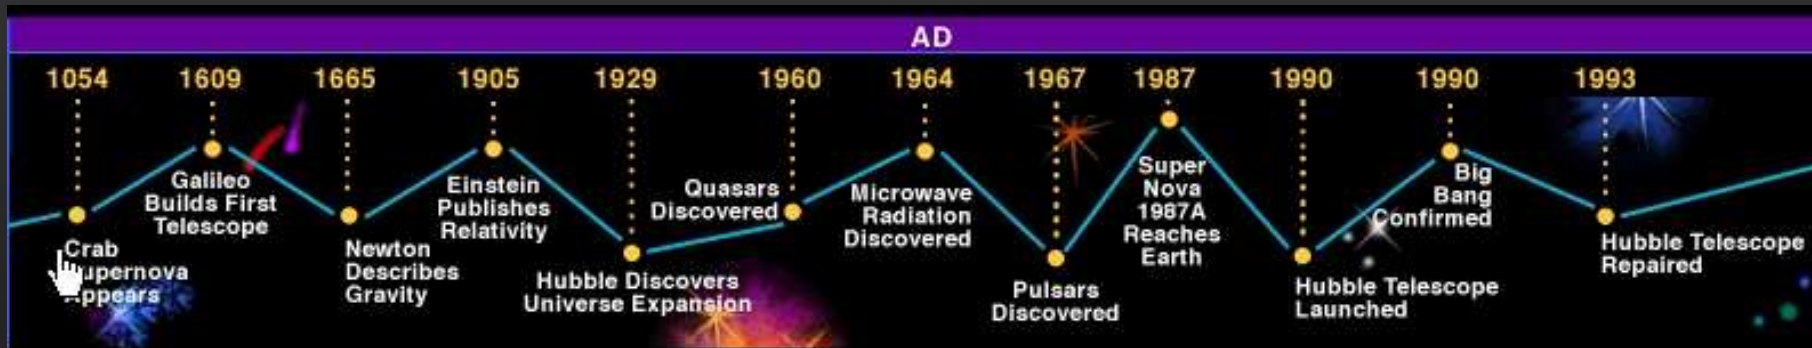 AD
1054
1609
1665
1905
1929
1960
1964
1967
1987
1990
1990
1993
Crab
Supernova
Appears
Galileo
Builds First
Telescope
Newton
Describes
Gravity
Einstein
Publishes
Relativity
Hubble Discovers
Universe Expansion
Quasars
Discovered
Microwave
Radiation
Discovered
Pulsars
Discovered
Super
Nova
1987A
Reaches
Earth
Hubble Telescope
Launched
Big
Bang
Confirmed
Hubble Telescope
Repaired